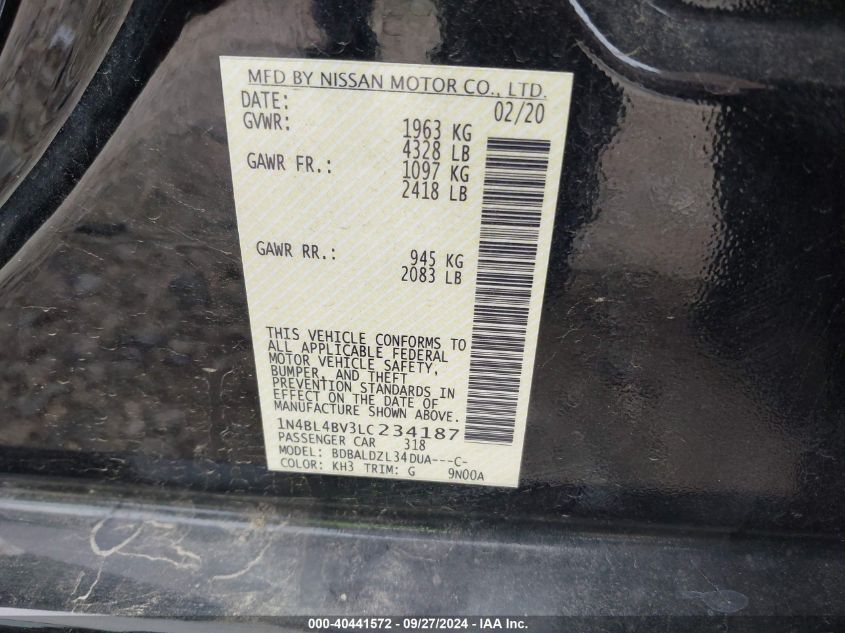 MFD BY NISSAN MOTOR CO., LTD.
DATE: 02/20
GVWR: 1963 KG
4328 LB
GAWR FR.: 1097 KG
2418 LB
GAWR RR.: 945 KG
2083 LB
THIS VEHICLE CONFORMS TO
ALL APPLICABLE FEDERAL
MOTOR VEHICLE SAFETY,
BUMPER, AND THEFT
PREVENTION STANDARDS IN
EFFECT ON THE DATE OF
MANUFACTURE SHOWN ABOVE.
1N4BL4BV3LC234187
PASSENGER CAR 318
MODEL: BDBALDZL34DUA---C-
COLOR: KH3 TRIM: G 9N00A
000-40441572 - 09/27/2024 - IAA Inc.